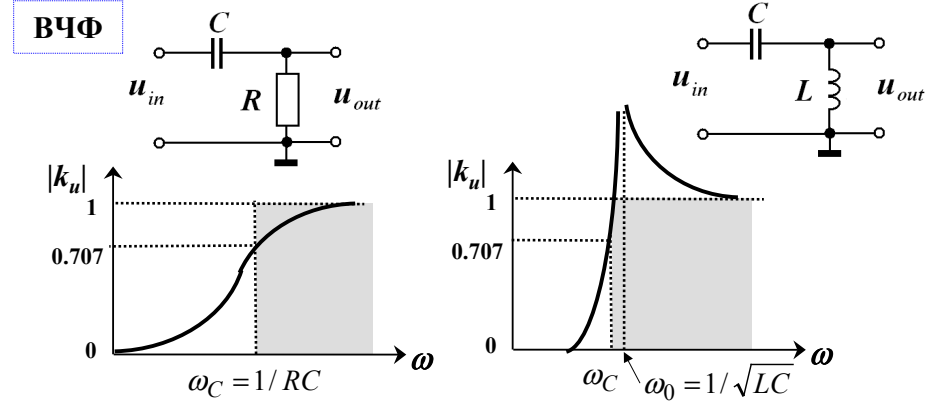 ВЧФ
C
u_in
R
u_out
|k_u|
1
0.707
0
ω
ω_C = 1/RC
C
u_in
L
u_out
|k_u|
1
0.707
0
ω
ω_C
ω_0 = 1/√LC